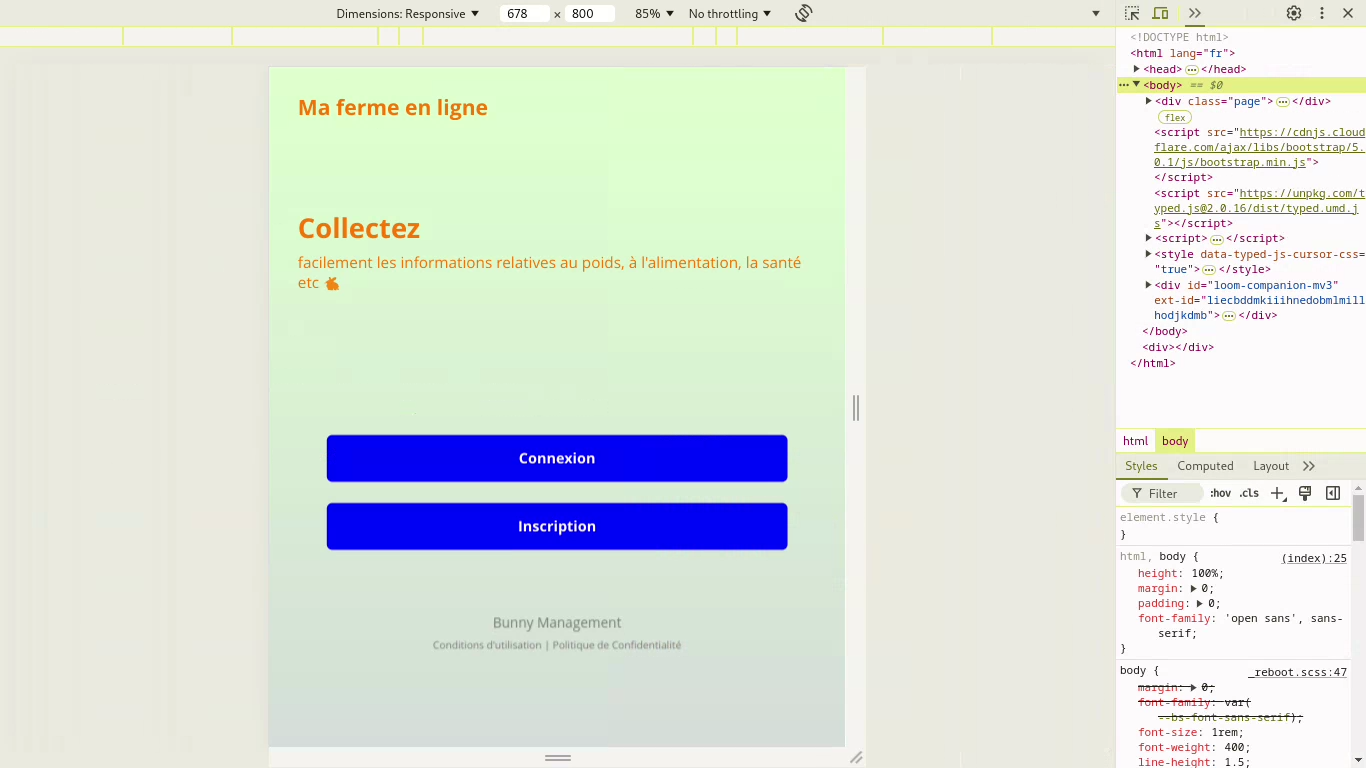 Dimensions: Responsive 678 × 800 85% No throttling
Ma ferme en ligne
Collectez
facilement les informations relatives au poids, à l'alimentation, la santé
etc
Connexion
Inscription
Bunny Management
Conditions d'utilisation | Politique de Confidentialité
<!DOCTYPE html>
<html lang="fr">
<head> ••• </head>
••• <body> == $0
<div class="page"> ••• </div>
flex
<script src="https://cdnjs.cloud
flare.com/ajax/libs/bootstrap/5.
0.1/js/bootstrap.min.js">
</script>
<script src="https://unpkg.com/t
yped.js@2.0.16/dist/typed.umd.j
s"></script>
<script> ••• </script>
<style data-typed-js-cursor-css=
"true"> ••• </style>
<div id="loom-companion-mv3"
ext-id="liecbddmkiiihnedobmlmill
hodjkdmb"> ••• </div>
</body>
<div></div>
</html>
html body
Styles Computed Layout
Filter :hov .cls
element.style {
}
html, body { (index):25
height: 100%;
margin: 0;
padding: 0;
font-family: 'open sans', sans-
serif;
}
body { _reboot.scss:47
margin: 0;
font-family: var(
--bs-font-sans-serif);
font-size: 1rem;
font-weight: 400;
line-height: 1.5;